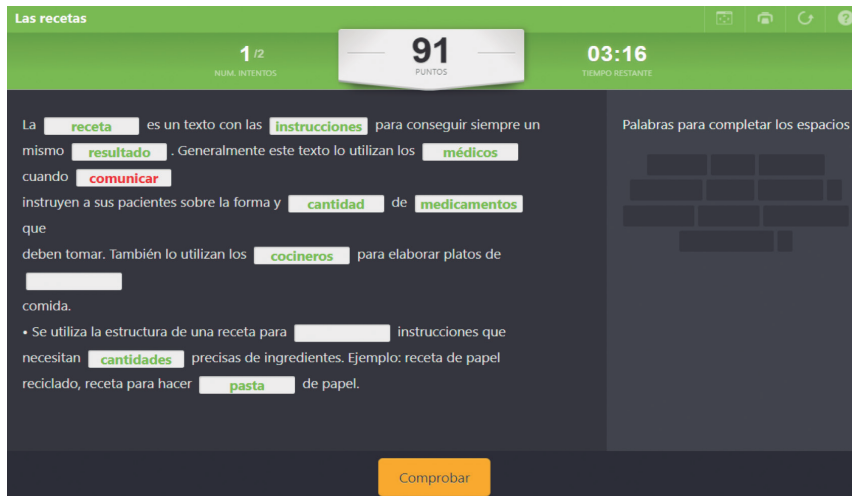 Las recetas
1 /2
NUM. INTENTOS
91
PUNTOS
03:16
TIEMPO RESTANTE
La receta es un texto con las instrucciones para conseguir siempre un
mismo resultado . Generalmente este texto lo utilizan los médicos
cuando comunicar
instruyen a sus pacientes sobre la forma y cantidad de medicamentos
que
deben tomar. También lo utilizan los cocineros para elaborar platos de
comida.
• Se utiliza la estructura de una receta para instrucciones que
necesitan cantidades precisas de ingredientes. Ejemplo: receta de papel
reciclado, receta para hacer pasta de papel.
Palabras para completar los espacios
Comprobar